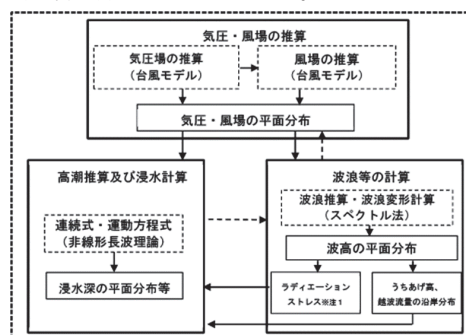 気圧・風場の推算
気圧場の推算
（台風モデル）
風場の推算
（台風モデル）
気圧・風場の平面分布
高潮推算及び浸水計算
連続式・運動方程式
（非線形長波理論）
浸水深の平面分布等
波浪等の計算
波浪推算・波浪変形計算
（スペクトル法）
波高の平面分布
ラディエーション
ストレス※注1
うちあげ高、
越波流量の沿岸分布